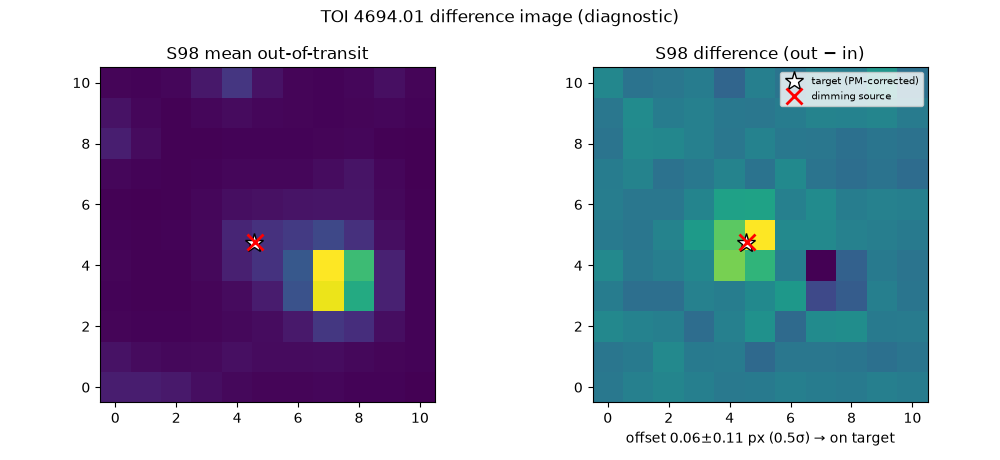 TOI 4694.01 difference image (diagnostic)
S98 mean out-of-transit
S98 difference (out − in)
target (PM-corrected)
dimming source
10
8
6
4
2
0
0 2 4 6 8 10
10
8
6
4
2
0
0 2 4 6 8 10
offset 0.06±0.11 px (0.5σ) → on target